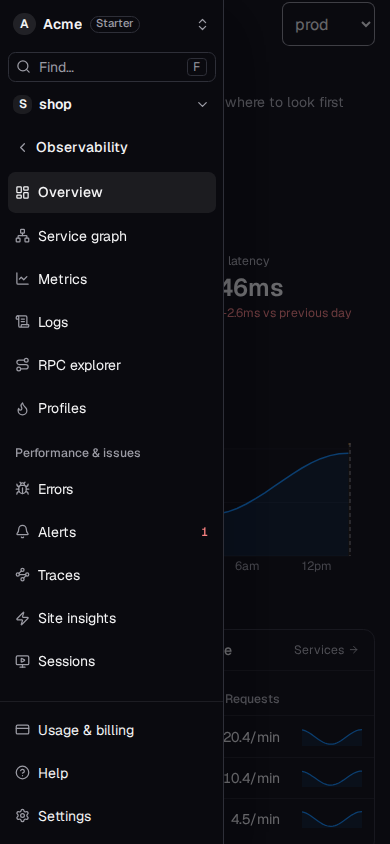 A Acme Starter
Find... F
S shop
Observability
Overview
Service graph
Metrics
Logs
RPC explorer
Profiles
Performance & issues
Errors
Alerts 1
Traces
Site insights
Sessions
Usage & billing
Help
Settings
prod
where to look first
latency
46ms
-2.6ms vs previous day
6am 12pm
e Services →
Requests
20.4/min
10.4/min
4.5/min